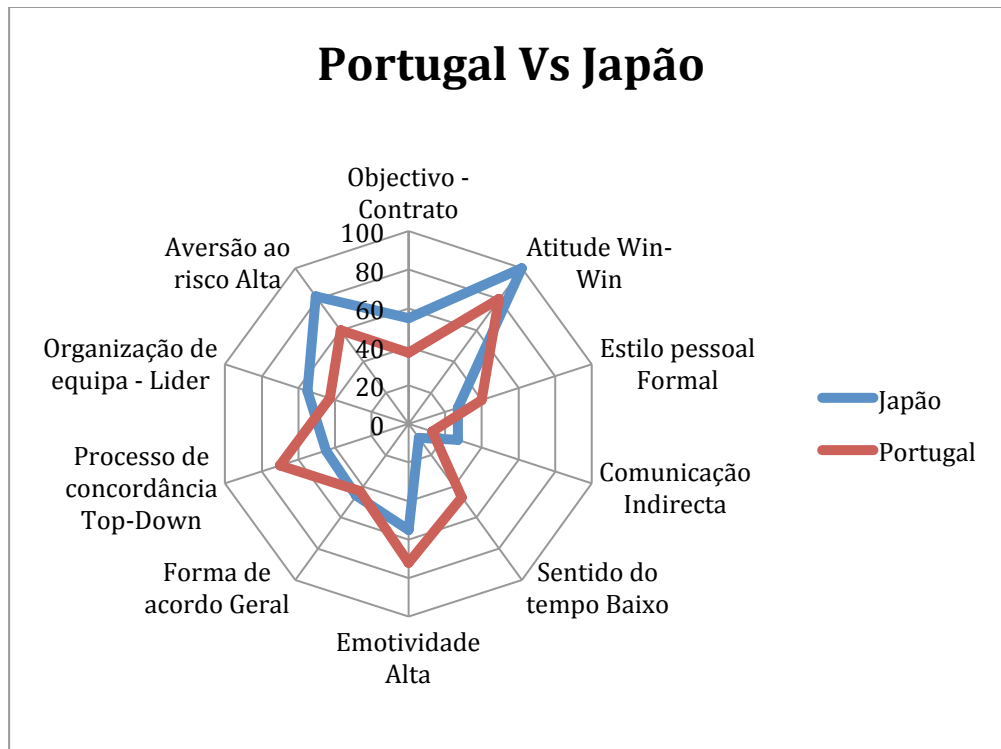 Portugal Vs Japão
Objectivo -
Contrato
Atitude Win-
Win
Estilo pessoal
Formal
Comunicação
Indirecta
Sentido do
tempo Baixo
Emotividade
Alta
Forma de
acordo Geral
Processo de
concordância
Top-Down
Organização de
equipa - Lider
Aversão ao
risco Alta
100
80
60
40
20
0
Japão
Portugal